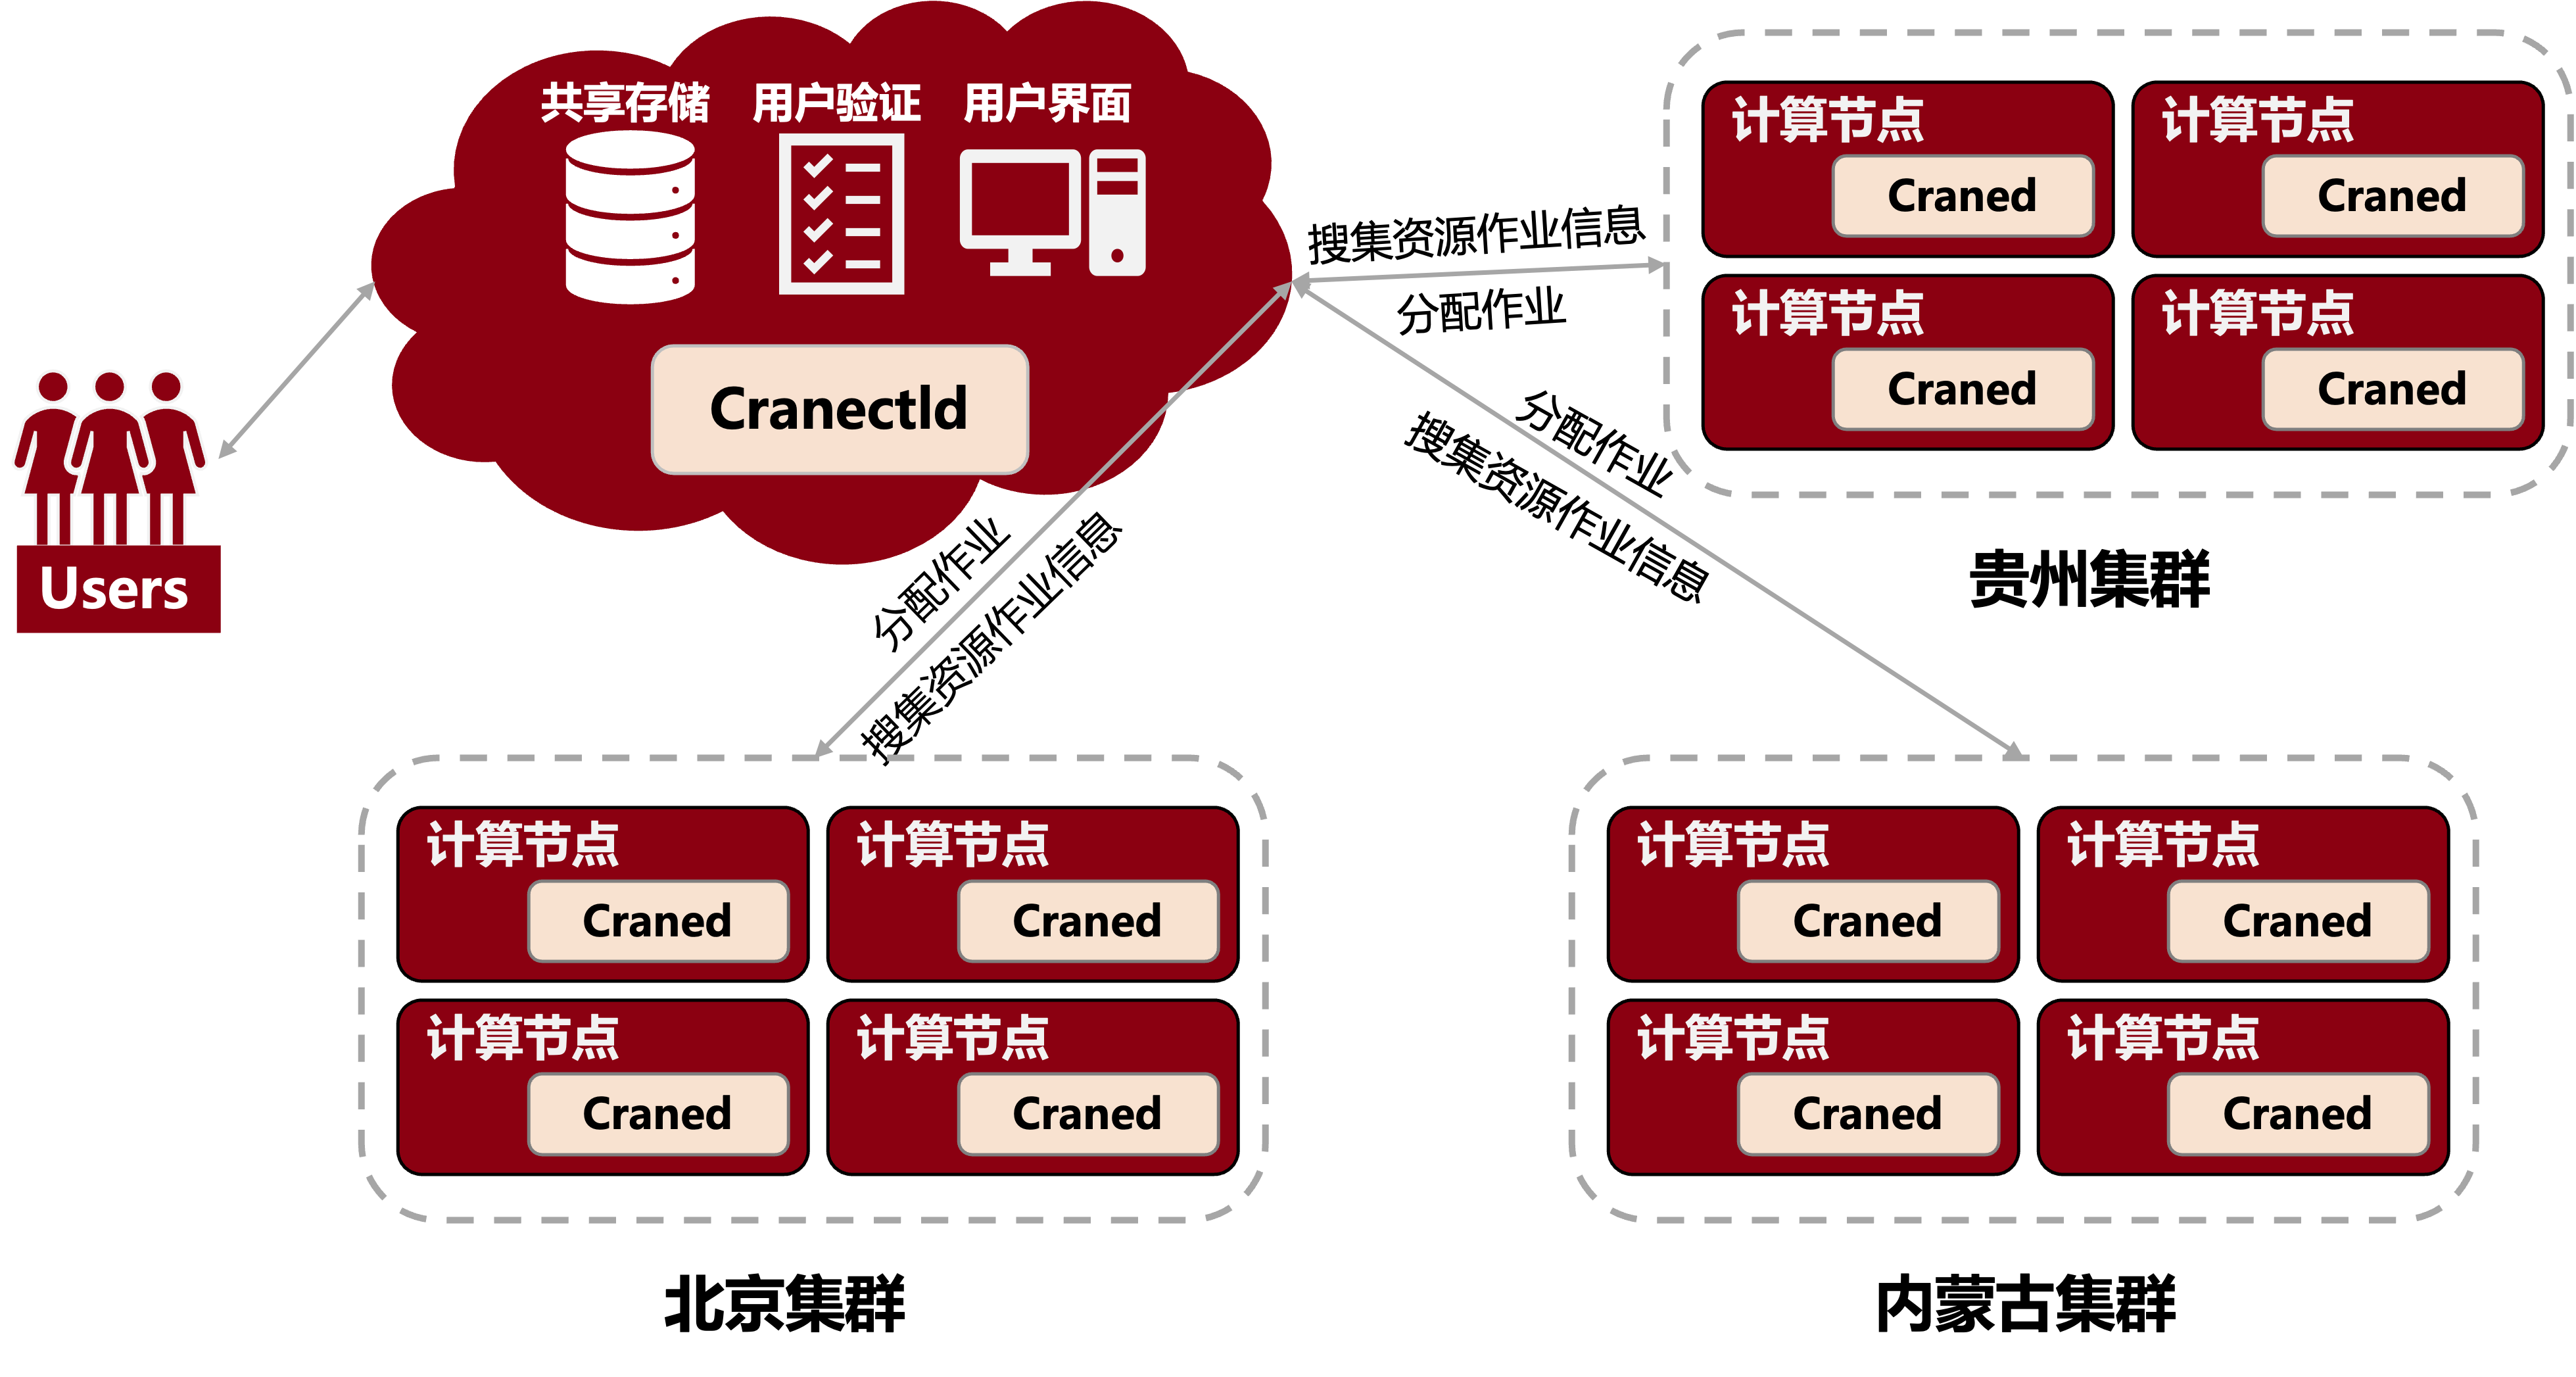 共享存储
用户验证
用户界面
Cranectld
Users
搜集资源作业信息
分配作业
分配作业
搜集资源作业信息
分配作业
搜集资源作业信息
计算节点
Craned
计算节点
Craned
计算节点
Craned
计算节点
Craned
贵州集群
计算节点
Craned
计算节点
Craned
计算节点
Craned
计算节点
Craned
北京集群
计算节点
Craned
计算节点
Craned
计算节点
Craned
计算节点
Craned
内蒙古集群